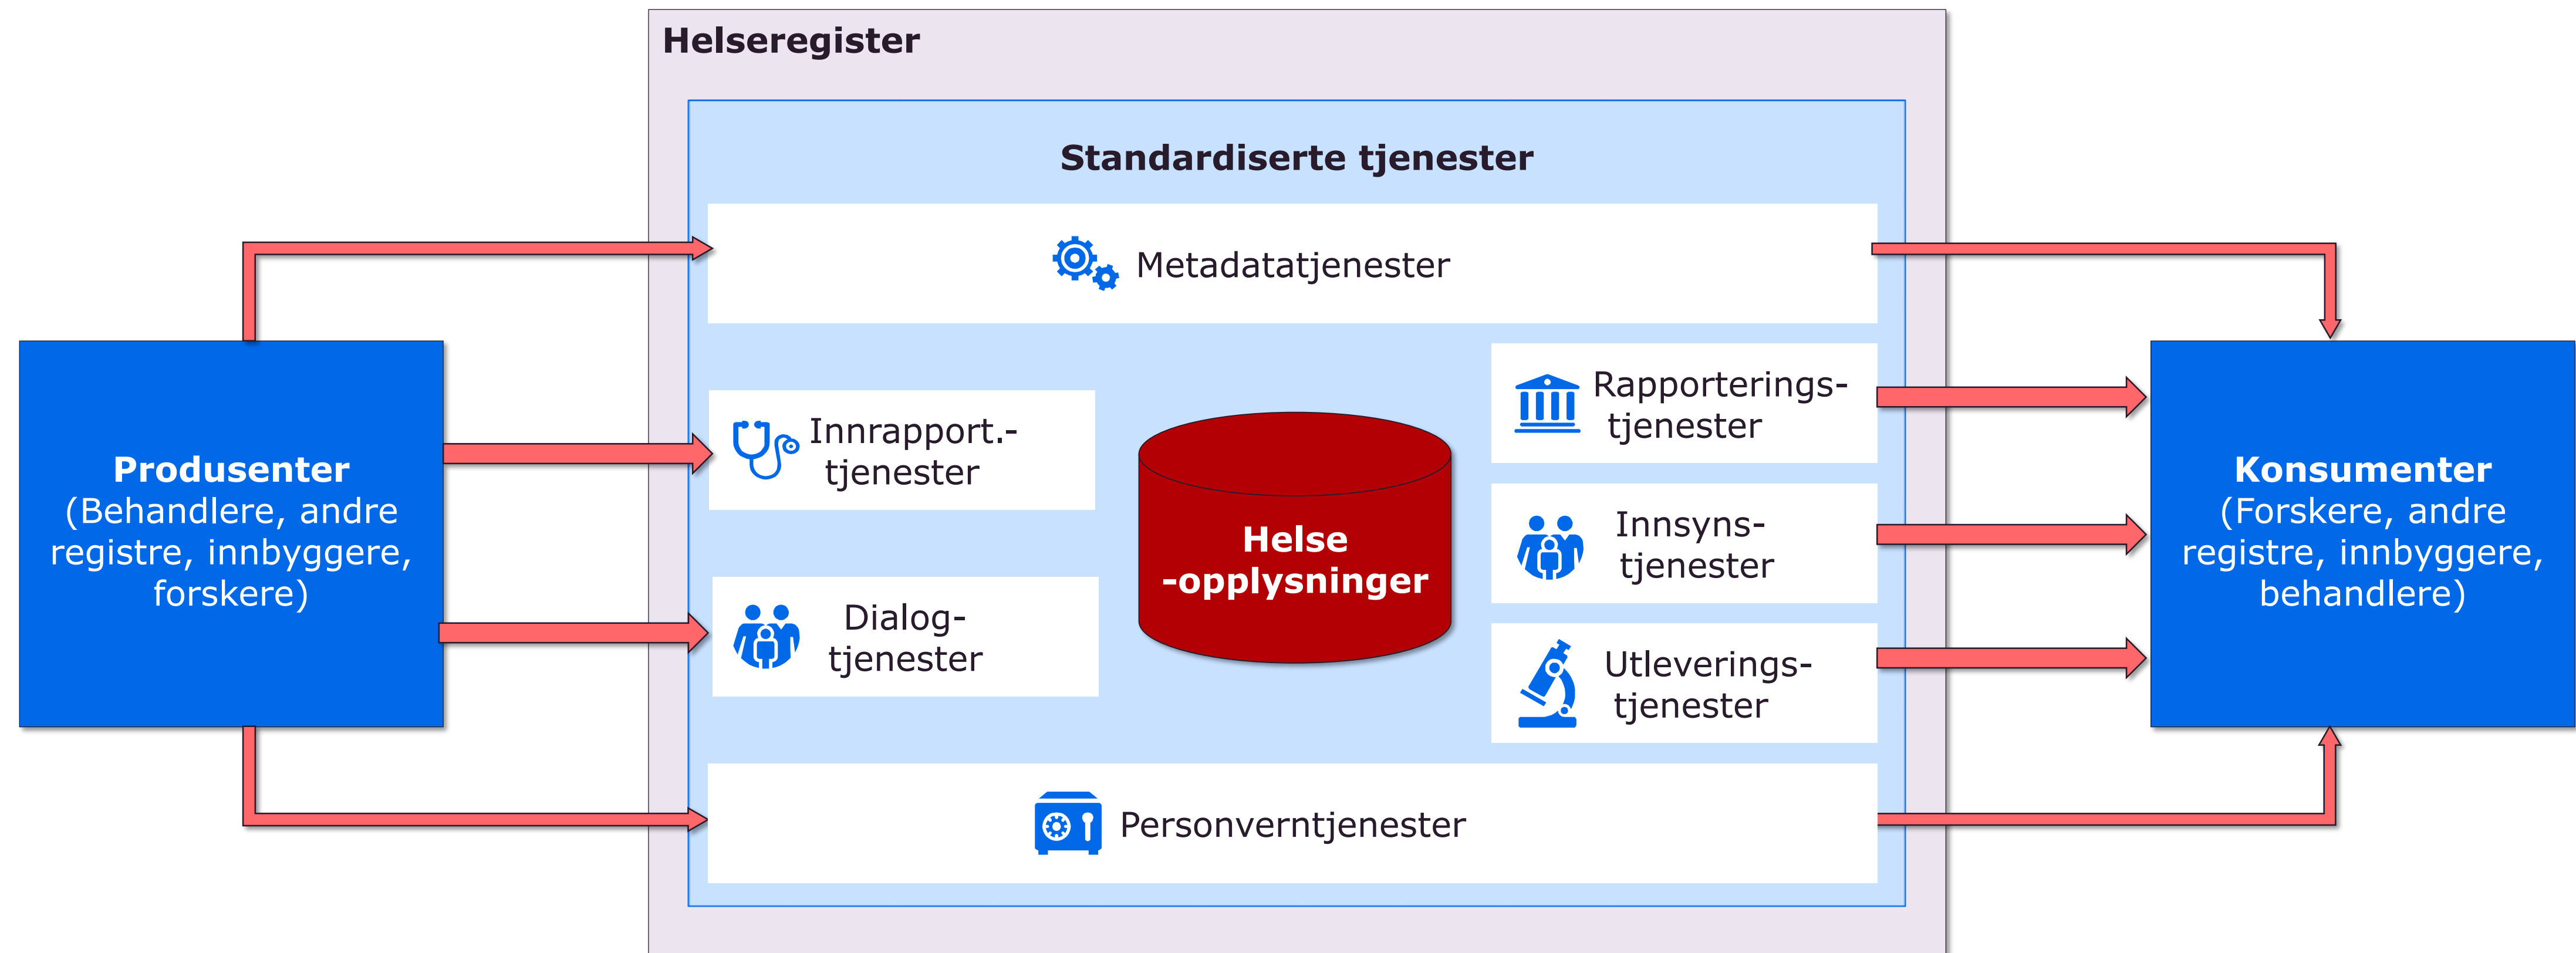 Helseregister
Standardiserte tjenester
Metadatatjenester
Produsenter
(Behandlere, andre
registre, innbyggere,
forskere)
Innrapport.-
tjenester
Dialog-
tjenester
Helse
-opplysninger
Rapporterings-
tjenester
Innsyns-
tjenester
Utleverings-
tjenester
Personverntjenester
Konsumenter
(Forskere, andre
registre, innbyggere,
behandlere)